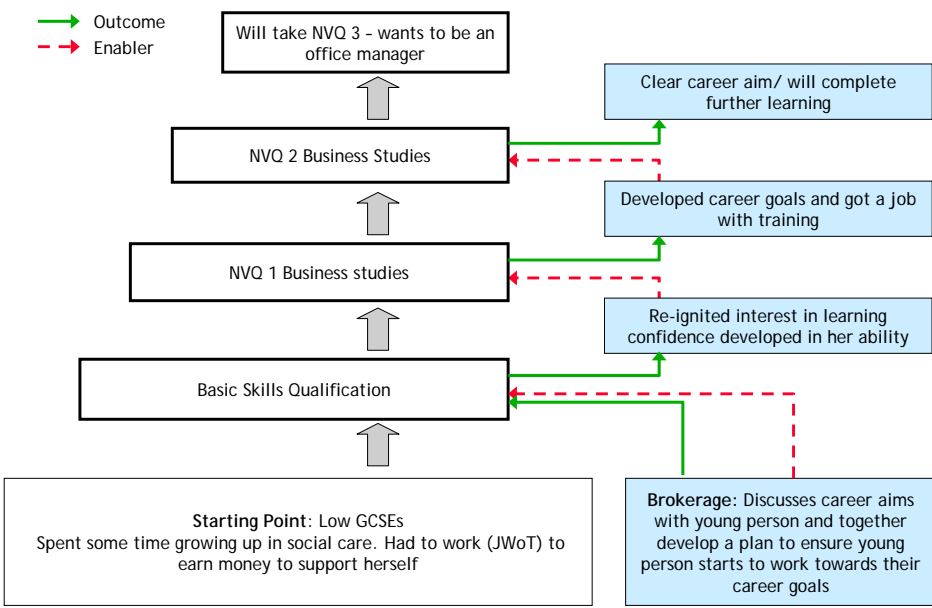 Outcome
Enabler
Will take NVQ 3 - wants to be an
office manager
Clear career aim/ will complete
further learning
NVQ 2 Business Studies
Developed career goals and got a job
with training
NVQ 1 Business studies
Re-ignited interest in learning
confidence developed in her ability
Basic Skills Qualification
Starting Point: Low GCSEs
Spent some time growing up in social care. Had to work (JWoT) to
earn money to support herself
Brokerage: Discusses career aims
with young person and together
develop a plan to ensure young
person starts to work towards their
career goals